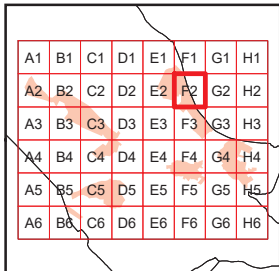 A1 B1 C1 D1 E1 F1 G1 H1
A2 B2 C2 D2 E2 F2 G2 H2
A3 B3 C3 D3 E3 F3 G3 H3
A4 B4 C4 D4 E4 F4 G4 H4
A5 B5 C5 D5 E5 F5 G5 H5
A6 B6 C6 D6 E6 F6 G6 H6